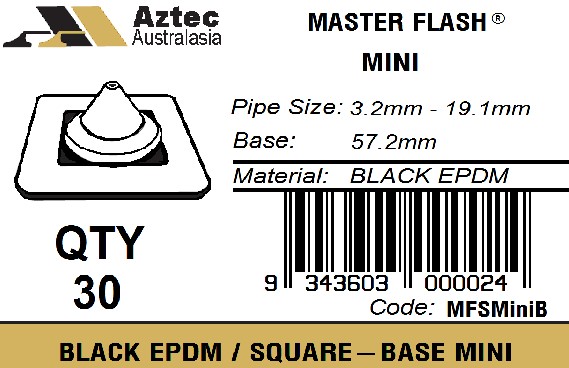 Aztec
Australasia
MASTER FLASH®
MINI
Pipe Size: 3.2mm - 19.1mm
Base: 57.2mm
Material: BLACK EPDM
QTY
30
9 343603 000024
Code: MFSMiniB
BLACK EPDM / SQUARE – BASE MINI